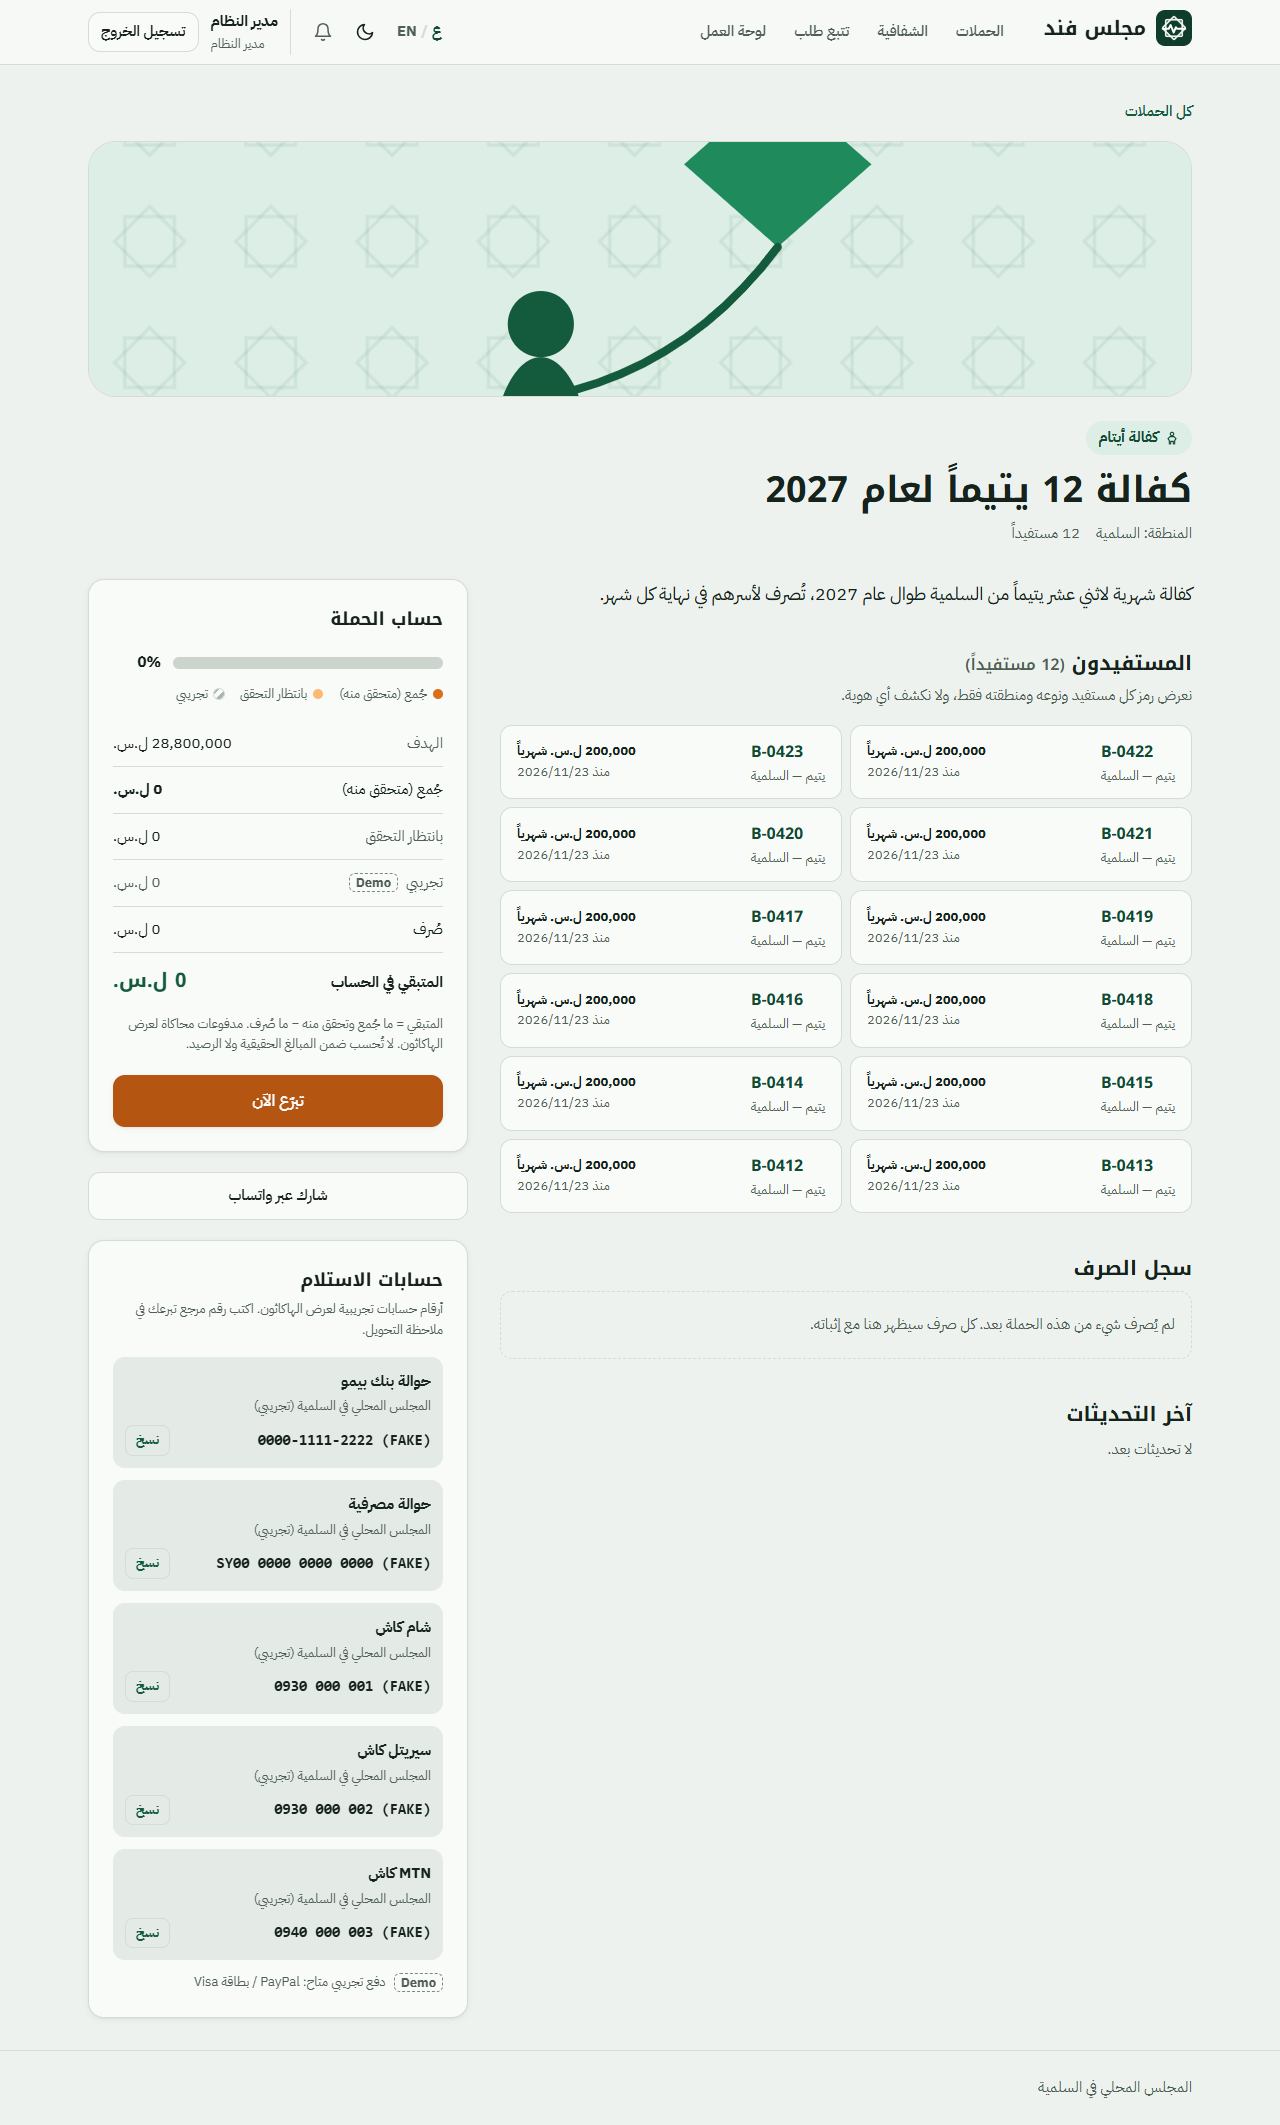 مجلس فند
الحملات
الشفافية
تتبع طلب
لوحة العمل
ع / EN
مدير النظام
مدير النظام
تسجيل الخروج
كل الحملات
كفالة أيتام
كفالة 12 يتيماً لعام 2027
المنطقة: السلمية 12 مستفيداً
كفالة شهرية لاثني عشر يتيماً من السلمية طوال عام 2027، تُصرف لأسرهم في نهاية كل شهر.
المستفيدون (12 مستفيداً)
نعرض رمز كل مستفيد ونوعه ومنطقته فقط، ولا نكشف أي هوية.
B-0422
يتيم — السلمية
200,000 ل.س. شهرياً
منذ 2026/11/23
B-0423
يتيم — السلمية
200,000 ل.س. شهرياً
منذ 2026/11/23
B-0421
يتيم — السلمية
200,000 ل.س. شهرياً
منذ 2026/11/23
B-0420
يتيم — السلمية
200,000 ل.س. شهرياً
منذ 2026/11/23
B-0419
يتيم — السلمية
200,000 ل.س. شهرياً
منذ 2026/11/23
B-0417
يتيم — السلمية
200,000 ل.س. شهرياً
منذ 2026/11/23
B-0418
يتيم — السلمية
200,000 ل.س. شهرياً
منذ 2026/11/23
B-0416
يتيم — السلمية
200,000 ل.س. شهرياً
منذ 2026/11/23
B-0415
يتيم — السلمية
200,000 ل.س. شهرياً
منذ 2026/11/23
B-0414
يتيم — السلمية
200,000 ل.س. شهرياً
منذ 2026/11/23
B-0413
يتيم — السلمية
200,000 ل.س. شهرياً
منذ 2026/11/23
B-0412
يتيم — السلمية
200,000 ل.س. شهرياً
منذ 2026/11/23
سجل الصرف
لم يُصرف شيء من هذه الحملة بعد. كل صرف سيظهر هنا مع إثباته.
آخر التحديثات
لا تحديثات بعد.
حساب الحملة
0%
جُمع (متحقق منه)
بانتظار التحقق
تجريبي
الهدف 28,800,000 ل.س.
جُمع (متحقق منه) 0 ل.س.
بانتظار التحقق 0 ل.س.
تجريبي Demo 0 ل.س.
صُرف 0 ل.س.
المتبقي في الحساب 0 ل.س.
المتبقي = ما جُمع وتحقق منه − ما صُرف. مدفوعات محاكاة لعرض
الهاكاثون. لا تُحسب ضمن المبالغ الحقيقية ولا الرصيد.
تبرّع الآن
شارك عبر واتساب
حسابات الاستلام
أرقام حسابات تجريبية لعرض الهاكاثون. اكتب رقم مرجع تبرعك في
ملاحظة التحويل.
حوالة بنك بيمو
المجلس المحلي في السلمية (تجريبي)
0000-1111-2222 (FAKE)
نسخ
حوالة مصرفية
المجلس المحلي في السلمية (تجريبي)
SY00 0000 0000 0000 (FAKE)
نسخ
شام كاش
المجلس المحلي في السلمية (تجريبي)
0930 000 001 (FAKE)
نسخ
سيريتل كاش
المجلس المحلي في السلمية (تجريبي)
0930 000 002 (FAKE)
نسخ
MTN كاش
المجلس المحلي في السلمية (تجريبي)
0940 000 003 (FAKE)
نسخ
Demo دفع تجريبي متاح: PayPal / بطاقة Visa
المجلس المحلي في السلمية